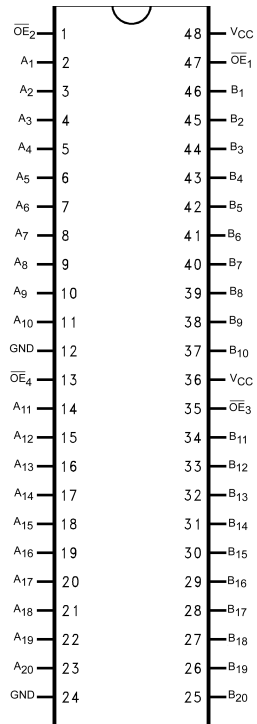 O̅E̅₂ 1 48 VCC
A₁ 2 47 O̅E̅₁
A₂ 3 46 B₁
A₃ 4 45 B₂
A₄ 5 44 B₃
A₅ 6 43 B₄
A₆ 7 42 B₅
A₇ 8 41 B₆
A₈ 9 40 B₇
A₉ 10 39 B₈
A₁₀ 11 38 B₉
GND 12 37 B₁₀
O̅E̅₄ 13 36 VCC
A₁₁ 14 35 O̅E̅₃
A₁₂ 15 34 B₁₁
A₁₃ 16 33 B₁₂
A₁₄ 17 32 B₁₃
A₁₅ 18 31 B₁₄
A₁₆ 19 30 B₁₅
A₁₇ 20 29 B₁₆
A₁₈ 21 28 B₁₇
A₁₉ 22 27 B₁₈
A₂₀ 23 26 B₁₉
GND 24 25 B₂₀